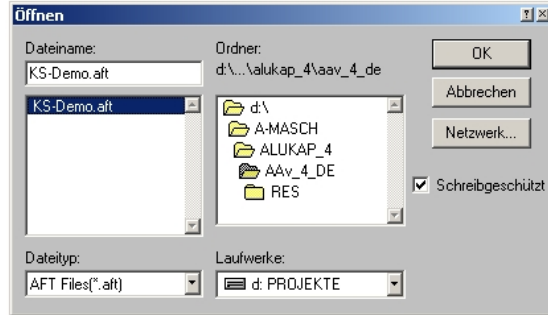 Öffnen
Dateiname:
KS-Demo.aft
KS-Demo.aft
Ordner:
d:\...\alukap_4\aav_4_de
d:\
A-MASCH
ALUKAP_4
AAv_4_DE
RES
OK
Abbrechen
Netzwerk...
Schreibgeschützt
Dateityp:
AFT Files(*.aft)
Laufwerke:
d: PROJEKTE